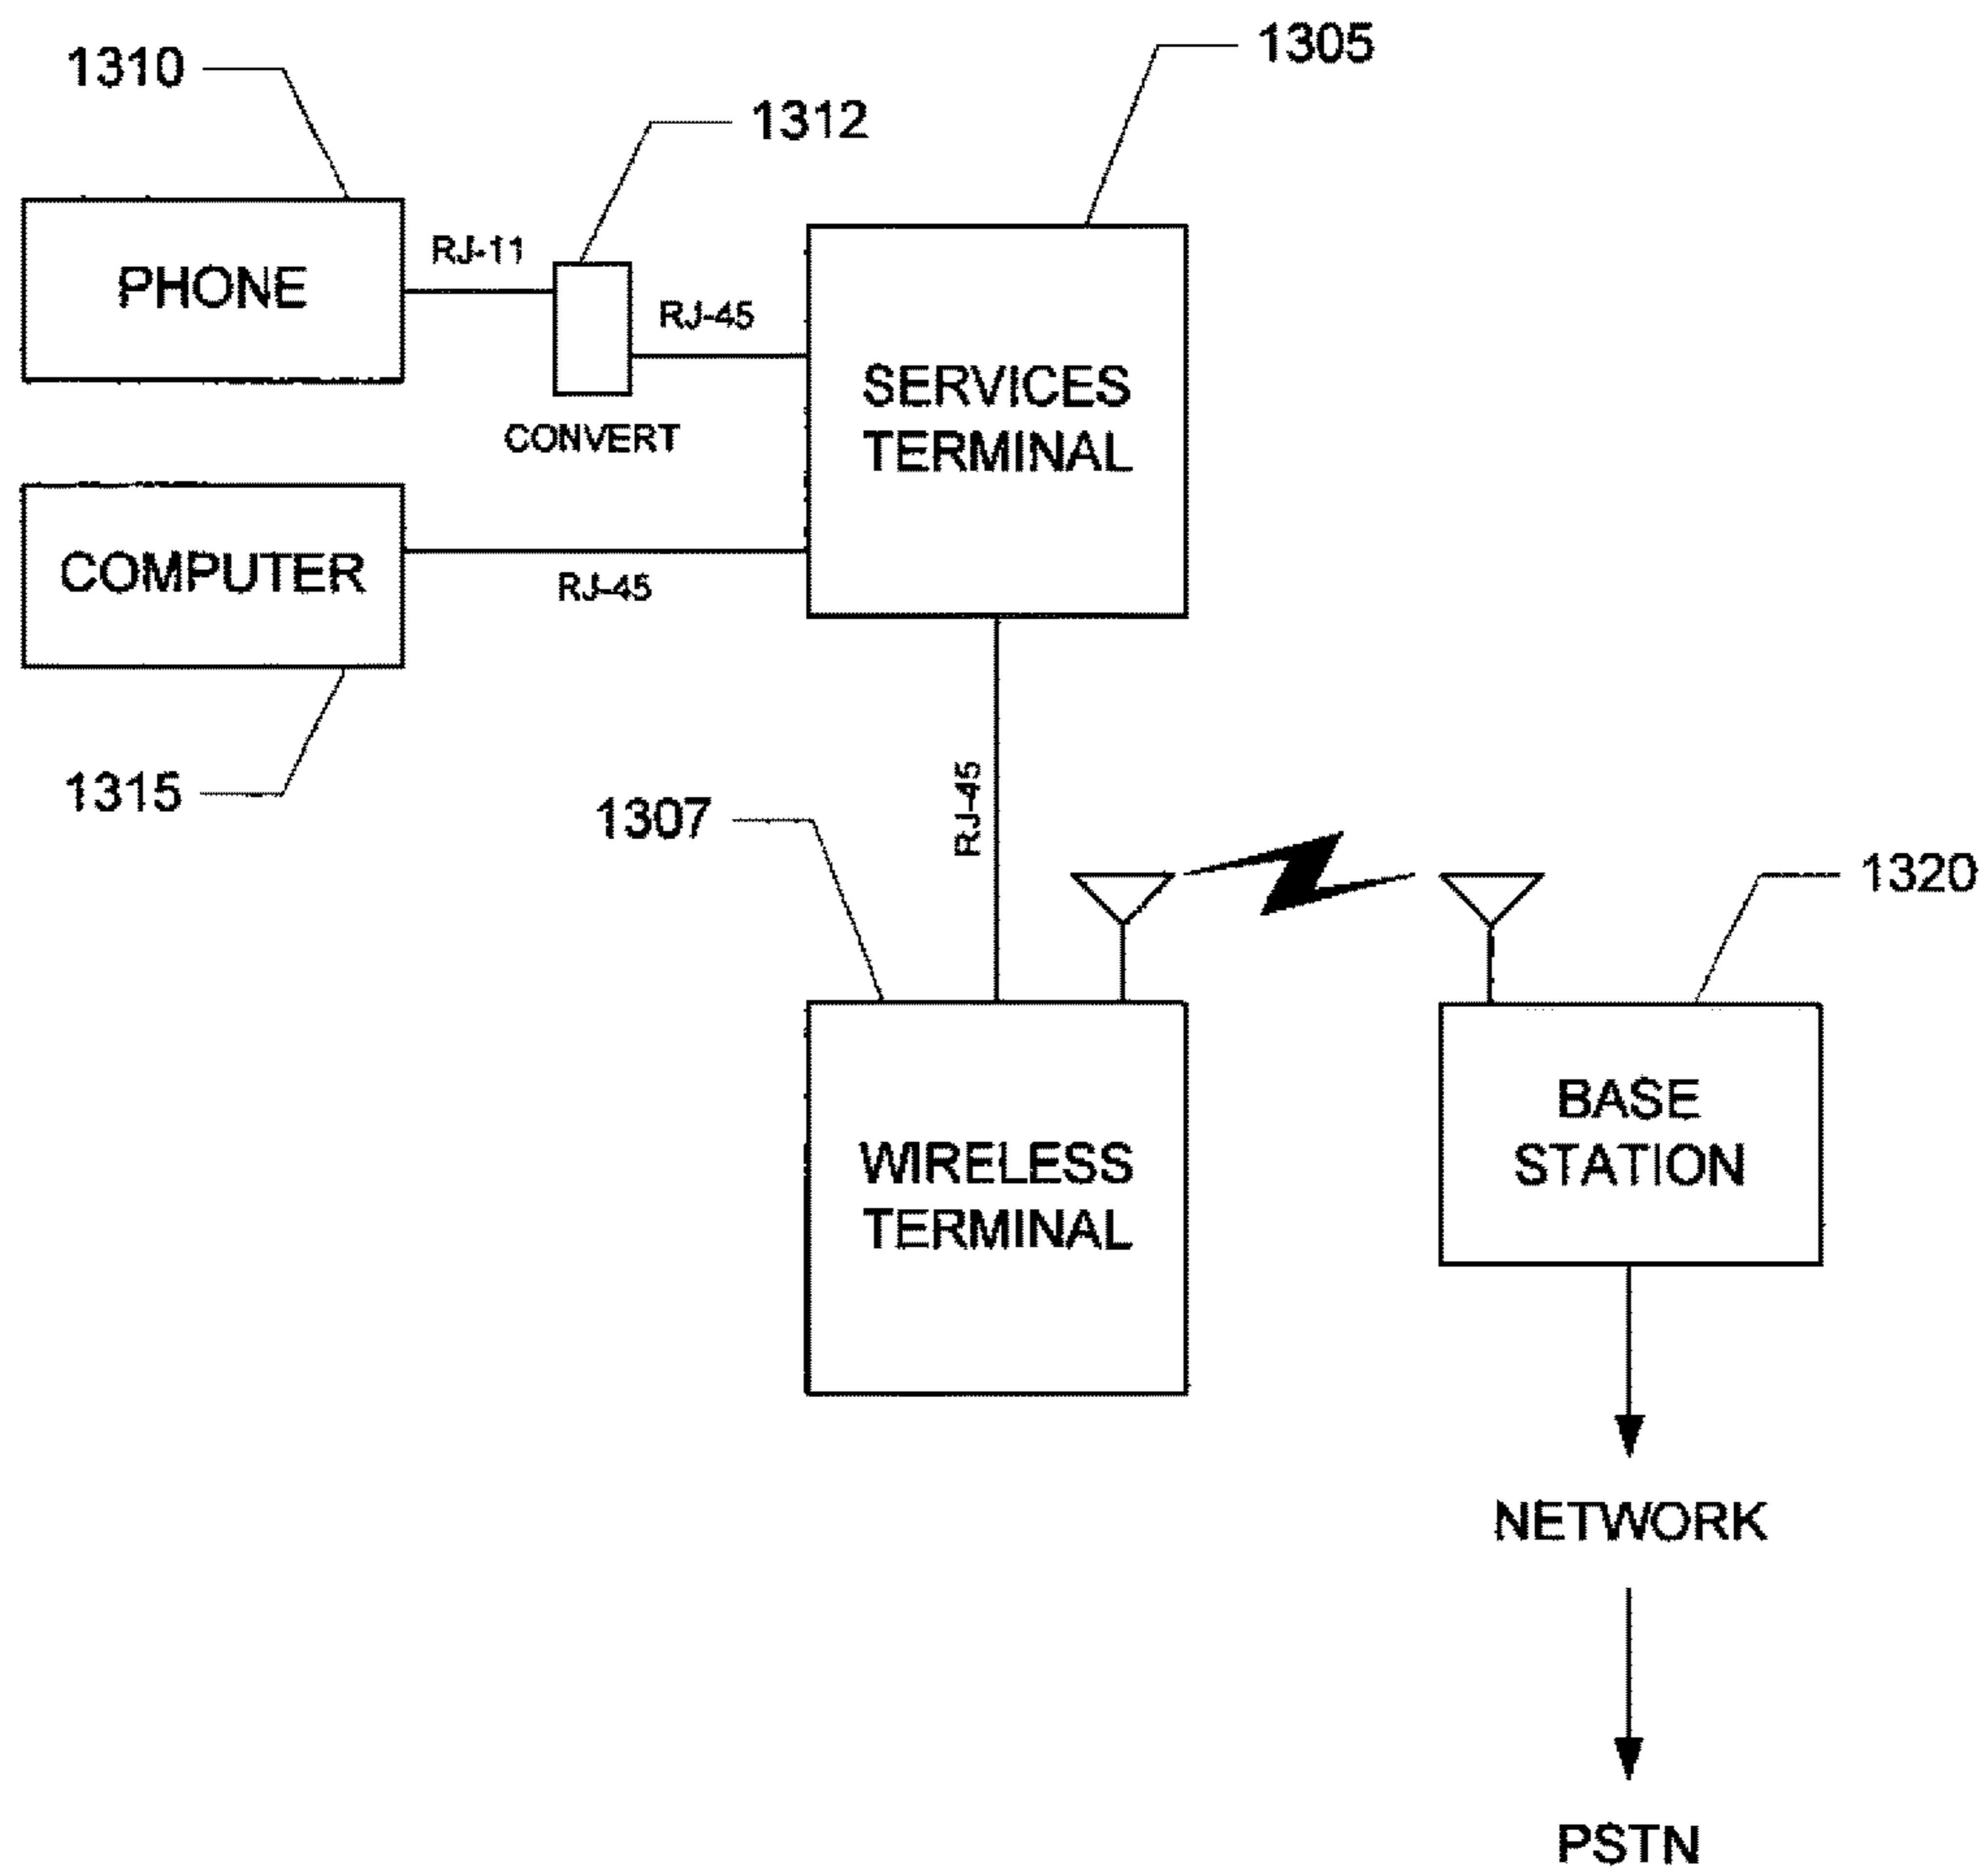 1305
1310
1312
RJ-11
PHONE
RJ-45
SERVICES
TERMINAL
CONVERT
COMPUTER
RJ-45
1315
1307
RJ-45
1320
BASE
STATION
WIRELESS
TERMINAL
NETWORK
PSTN